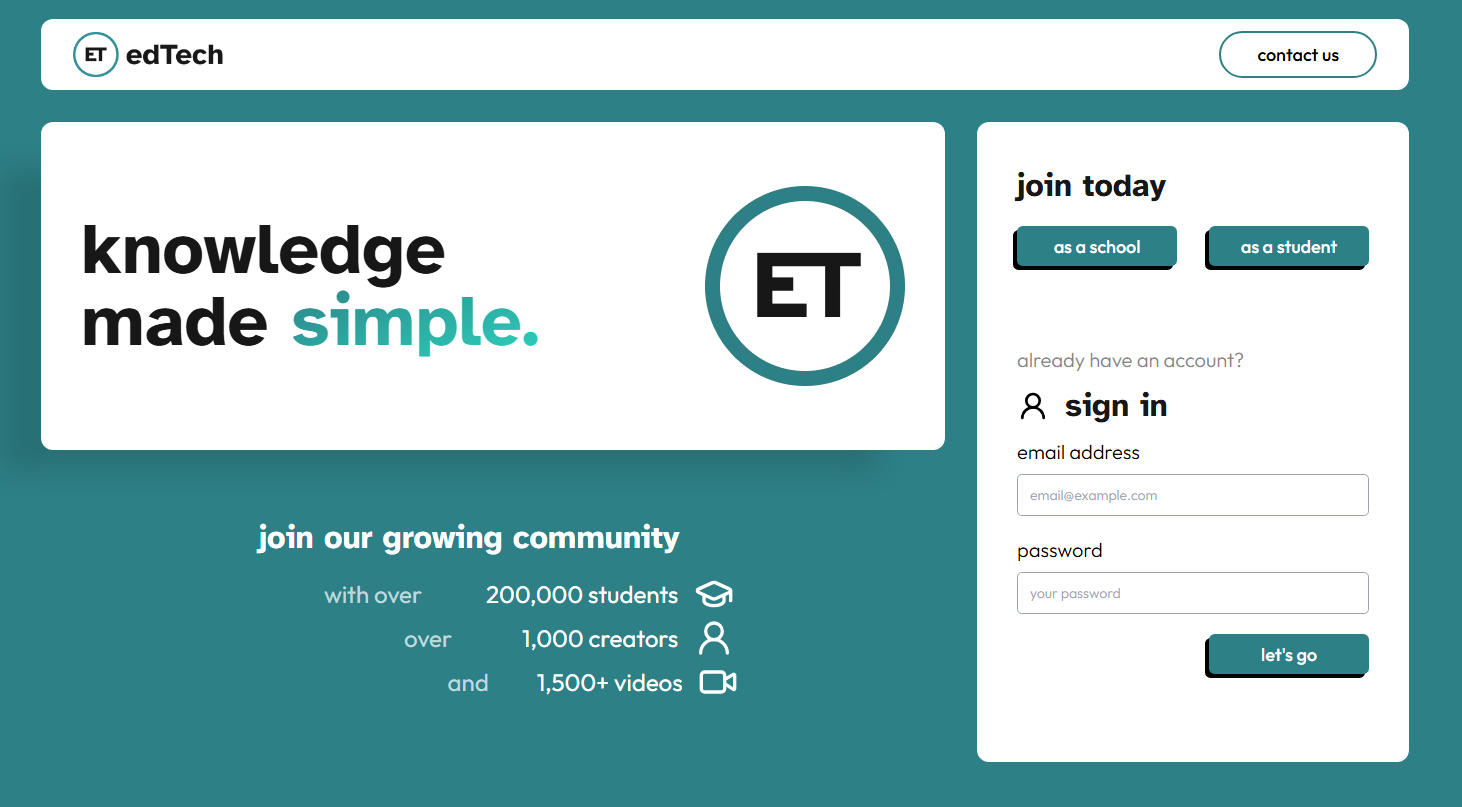 ET edTech
contact us
knowledge
made simple.
ET
join our growing community
with over 200,000 students
over 1,000 creators
and 1,500+ videos
join today
as a school as a student
already have an account?
sign in
email address
email@example.com
password
your password
let's go